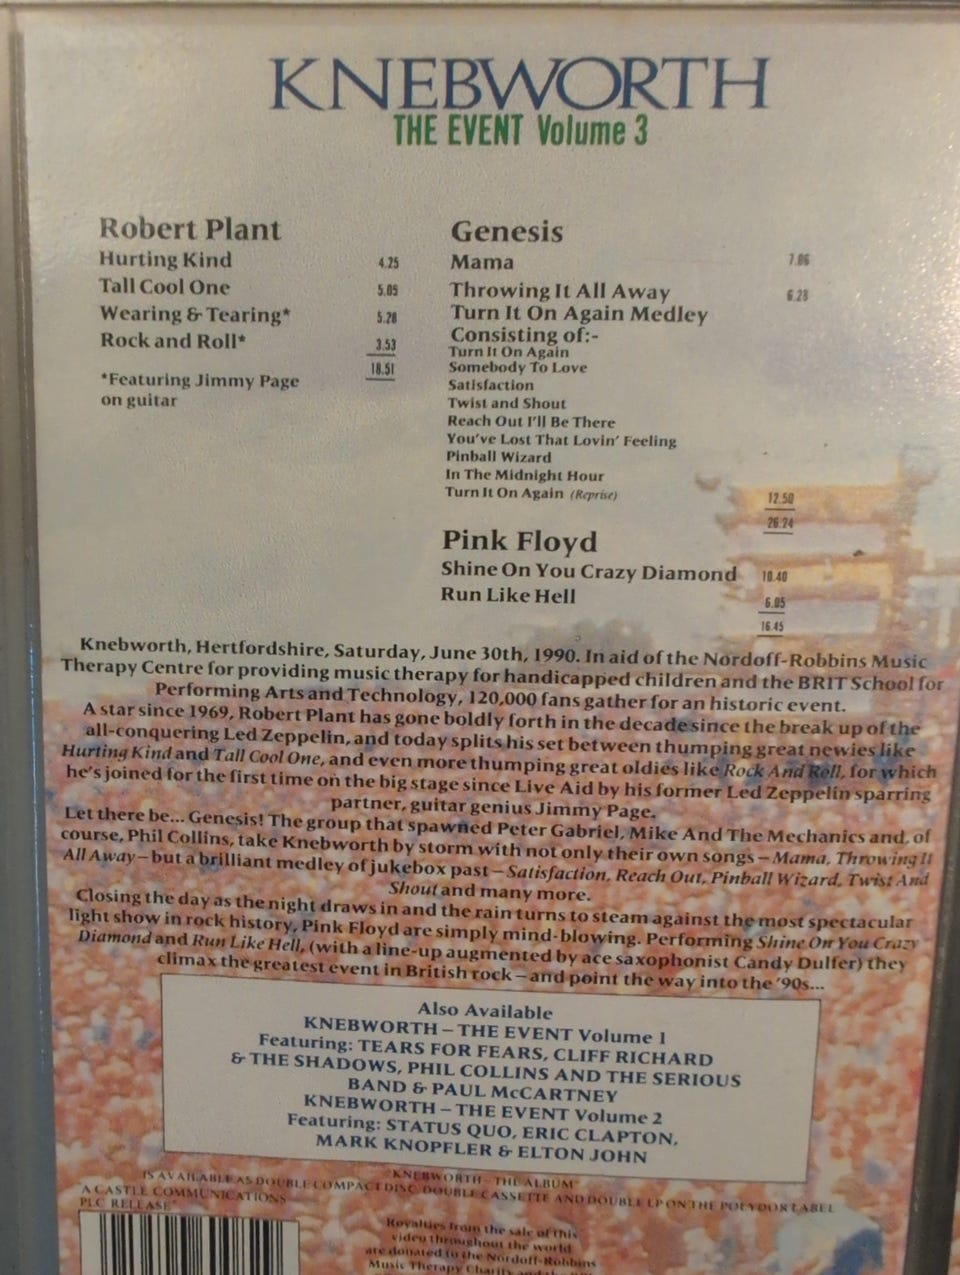 KNEBWORTH
THE EVENT Volume 3
Robert Plant
Hurting Kind 4.25
Tall Cool One 5.05
Wearing & Tearing* 5.28
Rock and Roll* 3.53
18.51
*Featuring Jimmy Page
on guitar
Genesis
Mama 7.06
Throwing It All Away 6.28
Turn It On Again Medley
Consisting of:-
Turn It On Again
Somebody To Love
Satisfaction
Twist and Shout
Reach Out I'll Be There
You've Lost That Lovin' Feeling
Pinball Wizard
In The Midnight Hour
Turn It On Again (Reprise) 12.50
26.24
Pink Floyd
Shine On You Crazy Diamond 10.40
Run Like Hell 6.05
16.45
Knebworth, Hertfordshire, Saturday, June 30th, 1990. In aid of the Nordoff-Robbins Music
Therapy Centre for providing music therapy for handicapped children and the BRIT School for
Performing Arts and Technology, 120,000 fans gather for an historic event.
A star since 1969, Robert Plant has gone boldly forth in the decade since the break up of the
all-conquering Led Zeppelin, and today splits his set between thumping great newies like
Hurting Kind and Tall Cool One, and even more thumping great oldies like Rock And Roll, for which
he's joined for the first time on the big stage since Live Aid by his former Led Zeppelin sparring
partner, guitar genius Jimmy Page.
Let there be... Genesis! The group that spawned Peter Gabriel, Mike And The Mechanics and, of
course, Phil Collins, take Knebworth by storm with not only their own songs – Mama, Throwing It
All Away – but a brilliant medley of jukebox past – Satisfaction, Reach Out, Pinball Wizard, Twist And
Shout and many more.
Closing the day as the night draws in and the rain turns to steam against the most spectacular
light show in rock history, Pink Floyd are simply mind-blowing. Performing Shine On You Crazy
Diamond and Run Like Hell, (with a line-up augmented by ace saxophonist Candy Dulfer) they
climax the greatest event in British rock – and point the way into the '90s...
Also Available
KNEBWORTH – THE EVENT Volume 1
Featuring: TEARS FOR FEARS, CLIFF RICHARD
& THE SHADOWS, PHIL COLLINS AND THE SERIOUS
BAND & PAUL McCARTNEY
KNEBWORTH – THE EVENT Volume 2
Featuring: STATUS QUO, ERIC CLAPTON,
MARK KNOPFLER & ELTON JOHN
"KNEBWORTH - THE ALBUM"
IS AVAILABLE AS DOUBLE COMPACT DISC, DOUBLE CASSETTE AND DOUBLE LP ON THE POLYDOR LABEL
A CASTLE COMMUNICATIONS
PLC RELEASE
Royalties from the sale of this
video throughout the world
are donated to the Nordoff-Robbins
Music Therapy Charity and the